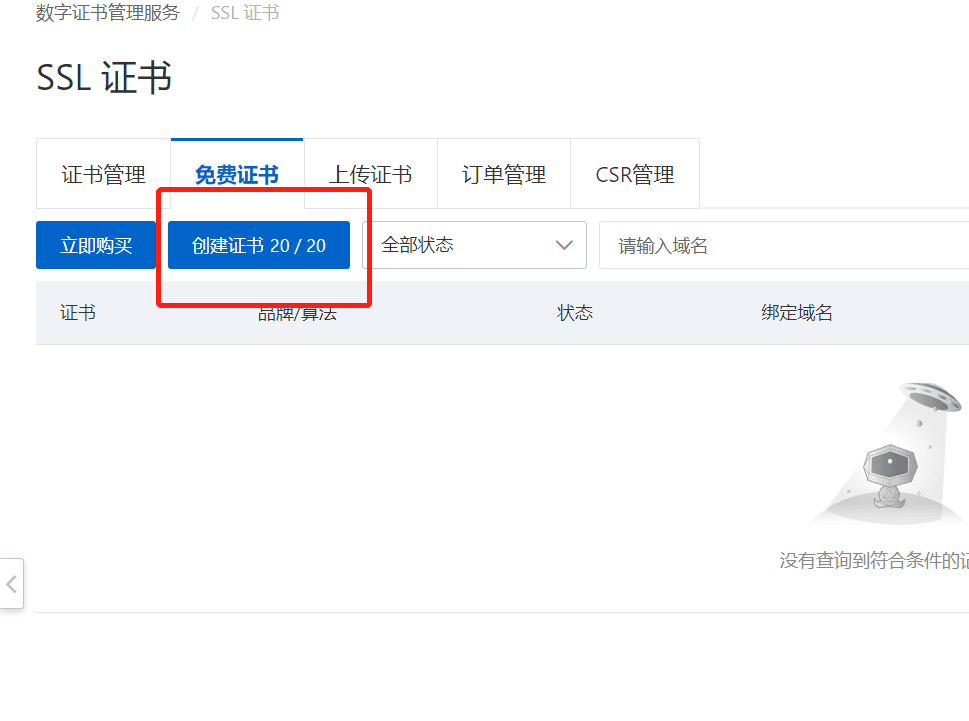 数字证书管理服务 / SSL 证书
SSL 证书
证书管理 免费证书 上传证书 订单管理 CSR管理
立即购买 创建证书 20 / 20 全部状态 请输入域名
证书 品牌/算法 状态 绑定域名
没有查询到符合条件的